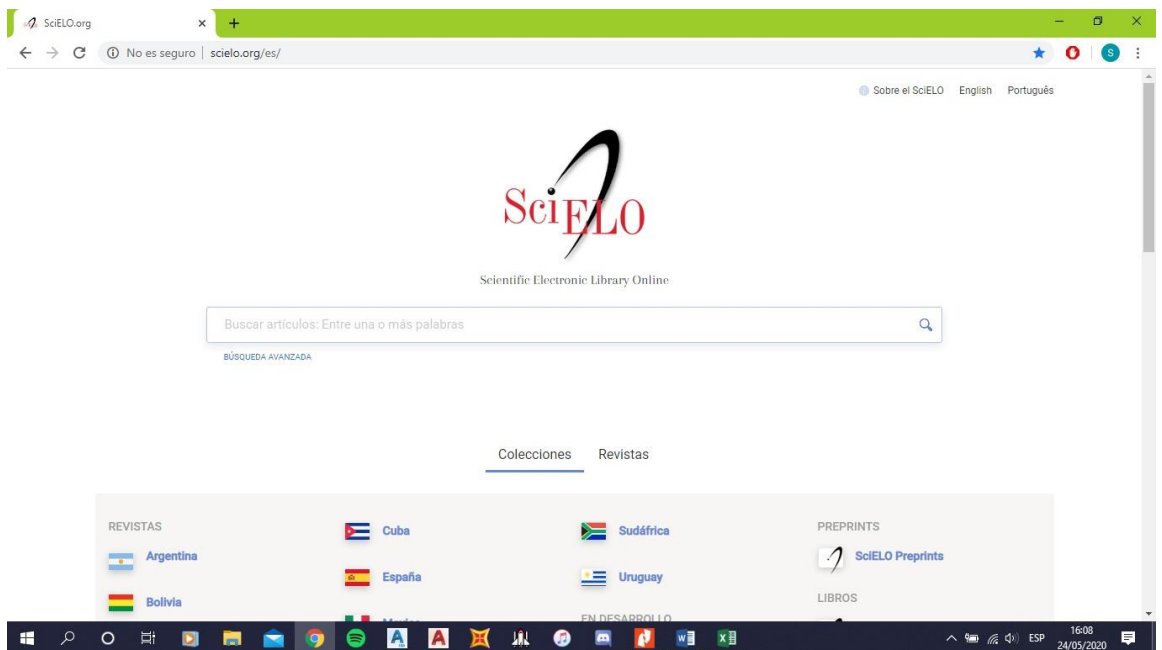 SciELO.org
No es seguro | scielo.org/es/
S
Sobre el SciELO English Português
SciELO
Scientific Electronic Library Online
Buscar artículos: Entre una o más palabras
BÚSQUEDA AVANZADA
Colecciones Revistas
REVISTAS
Argentina
Bolivia
Cuba
España
Sudáfrica
Uruguay
EN DESARROLLO
PREPRINTS
SciELO Preprints
LIBROS
ESP
16:08
24/05/2020